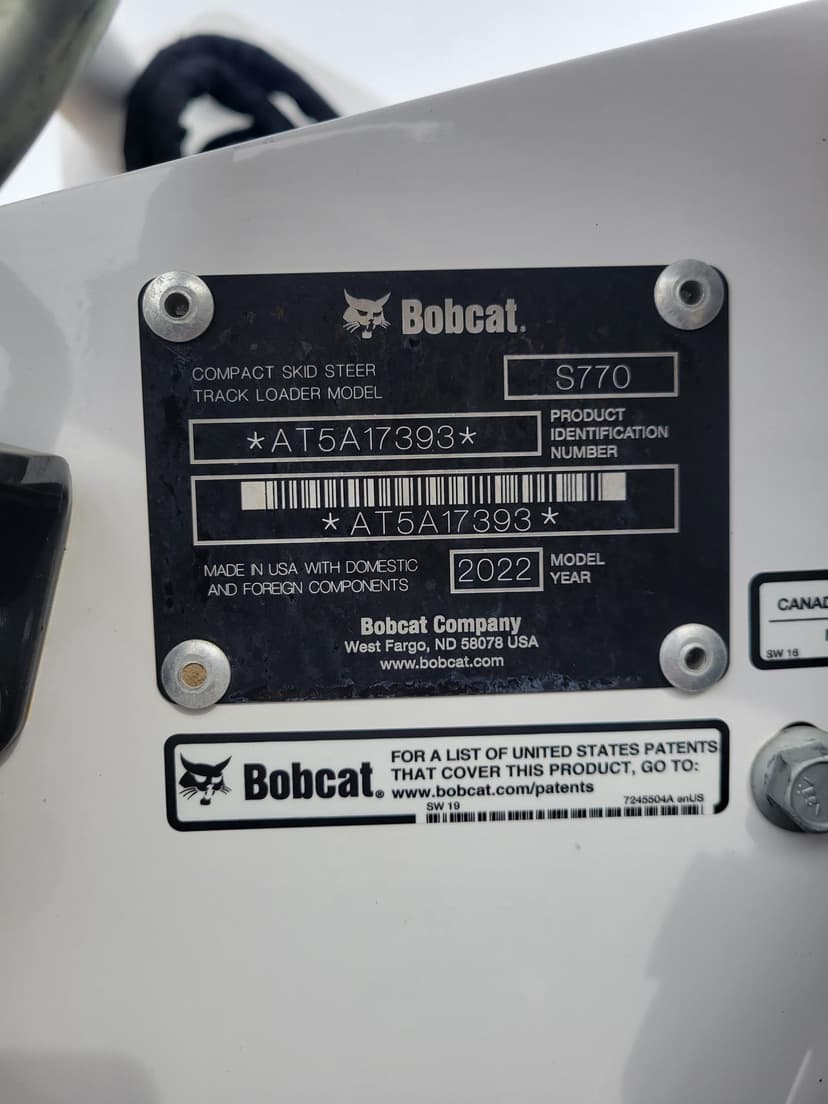 Bobcat.
COMPACT SKID STEER
TRACK LOADER MODEL
S770
*AT5A17393*
PRODUCT
IDENTIFICATION
NUMBER
*AT5A17393*
MADE IN USA WITH DOMESTIC
AND FOREIGN COMPONENTS
2022
MODEL
YEAR
Bobcat Company
West Fargo, ND 58078 USA
www.bobcat.com
CANAD
SW 16
Bobcat®
FOR A LIST OF UNITED STATES PATENTS
THAT COVER THIS PRODUCT, GO TO:
www.bobcat.com/patents
SW 19
7245504A enUS